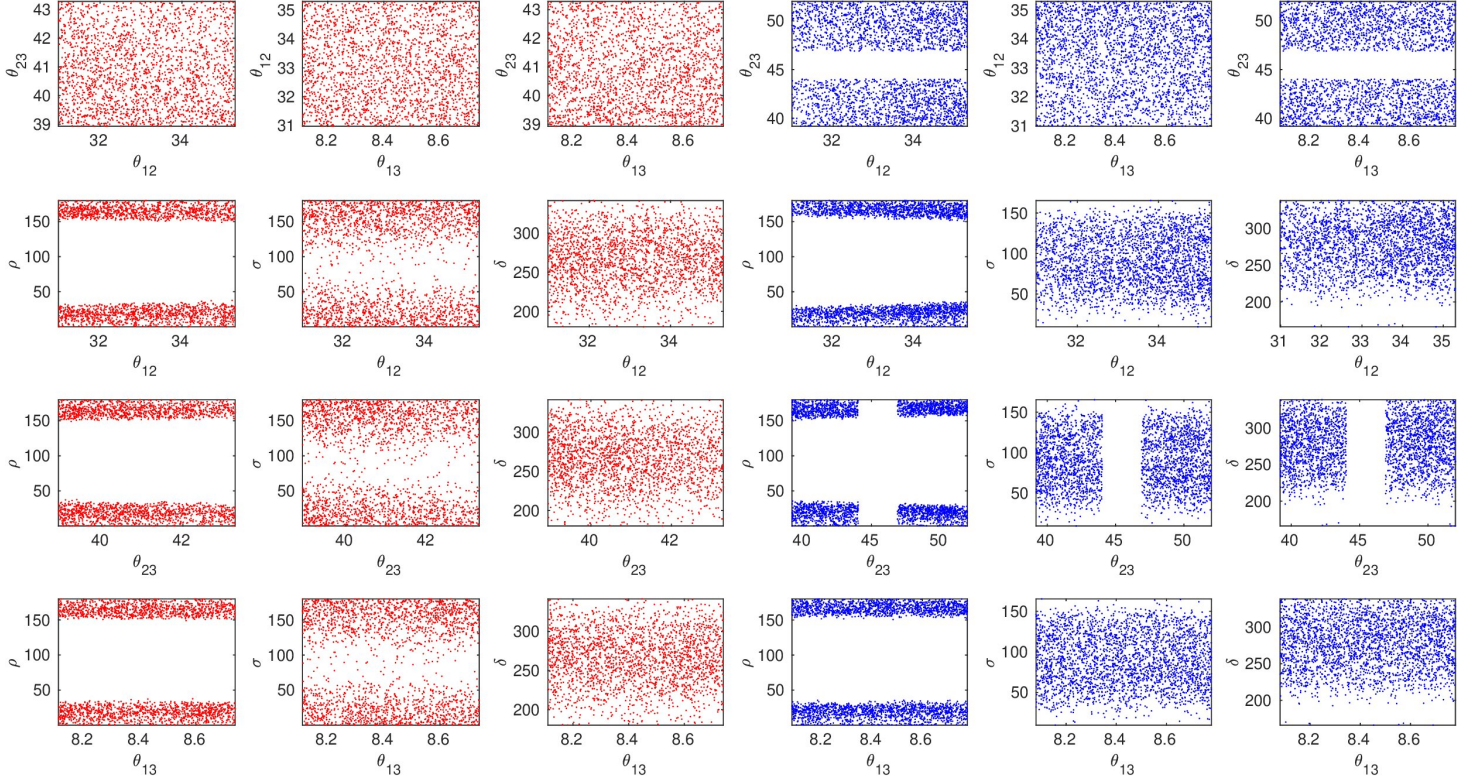 43 42 41 40 39 θ23 32 34 θ12
35 34 33 32 31 θ12 8.2 8.4 8.6 θ13
43 42 41 40 39 θ23 8.2 8.4 8.6 θ13
50 45 40 θ23 32 34 θ12
35 34 33 32 31 θ12 8.2 8.4 8.6 θ13
50 45 40 θ23 8.2 8.4 8.6 θ13
150 100 50 ρ 32 34 θ12
150 100 50 σ 32 34 θ12
300 250 200 δ 32 34 θ12
150 100 50 ρ 32 34 θ12
150 100 50 σ 32 34 θ12
300 250 200 δ 31 32 33 34 35 θ12
150 100 50 ρ 40 42 θ23
150 100 50 σ 40 42 θ23
300 250 200 δ 40 42 θ23
150 100 50 ρ 40 45 50 θ23
150 100 50 σ 40 45 50 θ23
300 250 200 δ 40 45 50 θ23
150 100 50 ρ 8.2 8.4 8.6 θ13
150 100 50 σ 8.2 8.4 8.6 θ13
300 250 200 δ 8.2 8.4 8.6 θ13
150 100 50 ρ 8.2 8.4 8.6 θ13
150 100 50 σ 8.2 8.4 8.6 θ13
300 250 200 δ 8.2 8.4 8.6 θ13